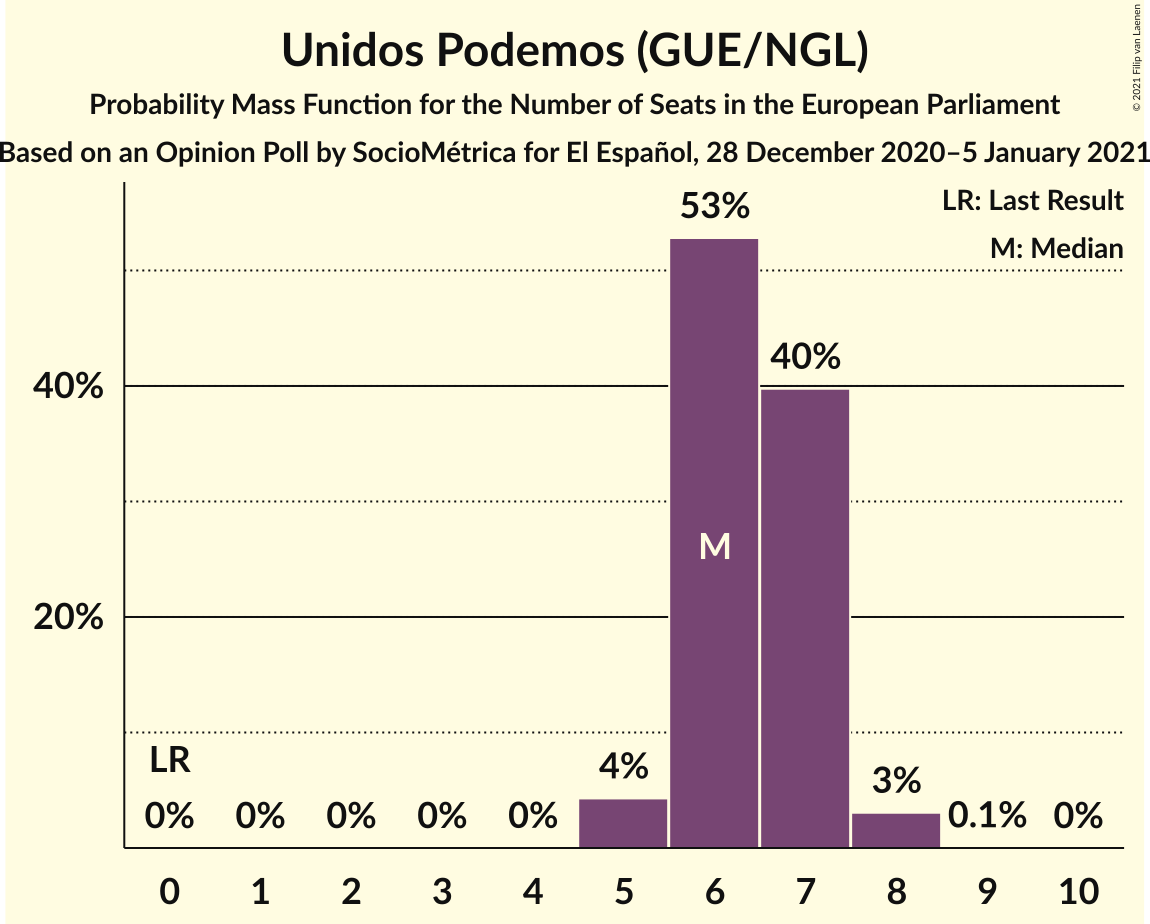 Unidos Podemos (GUE/NGL)
Probability Mass Function for the Number of Seats in the European Parliament
Based on an Opinion Poll by SocioMétrica for El Español, 28 December 2020–5 January 2021
© 2021 Filip van Laenen
LR: Last Result
M: Median
53%
40%
40%
M
20%
LR
0% 0% 0% 0% 0% 4% 3% 0.1% 0%
0 1 2 3 4 5 6 7 8 9 10